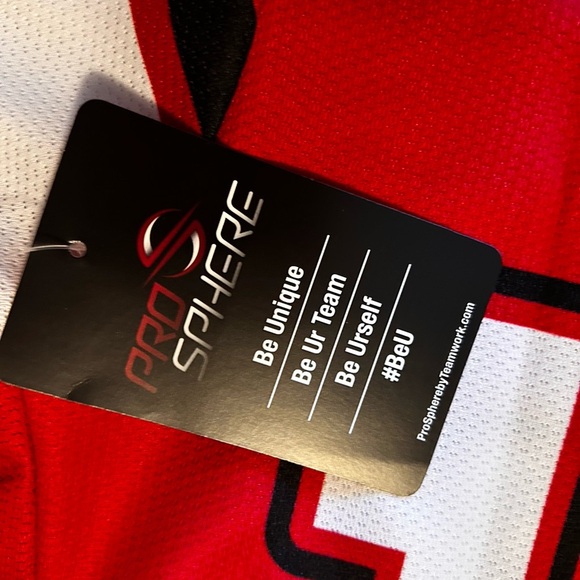 PRO
SPHERE
Be Unique
Be Ur Team
Be Urself
#BeU
ProSpherebyTeamwork.com